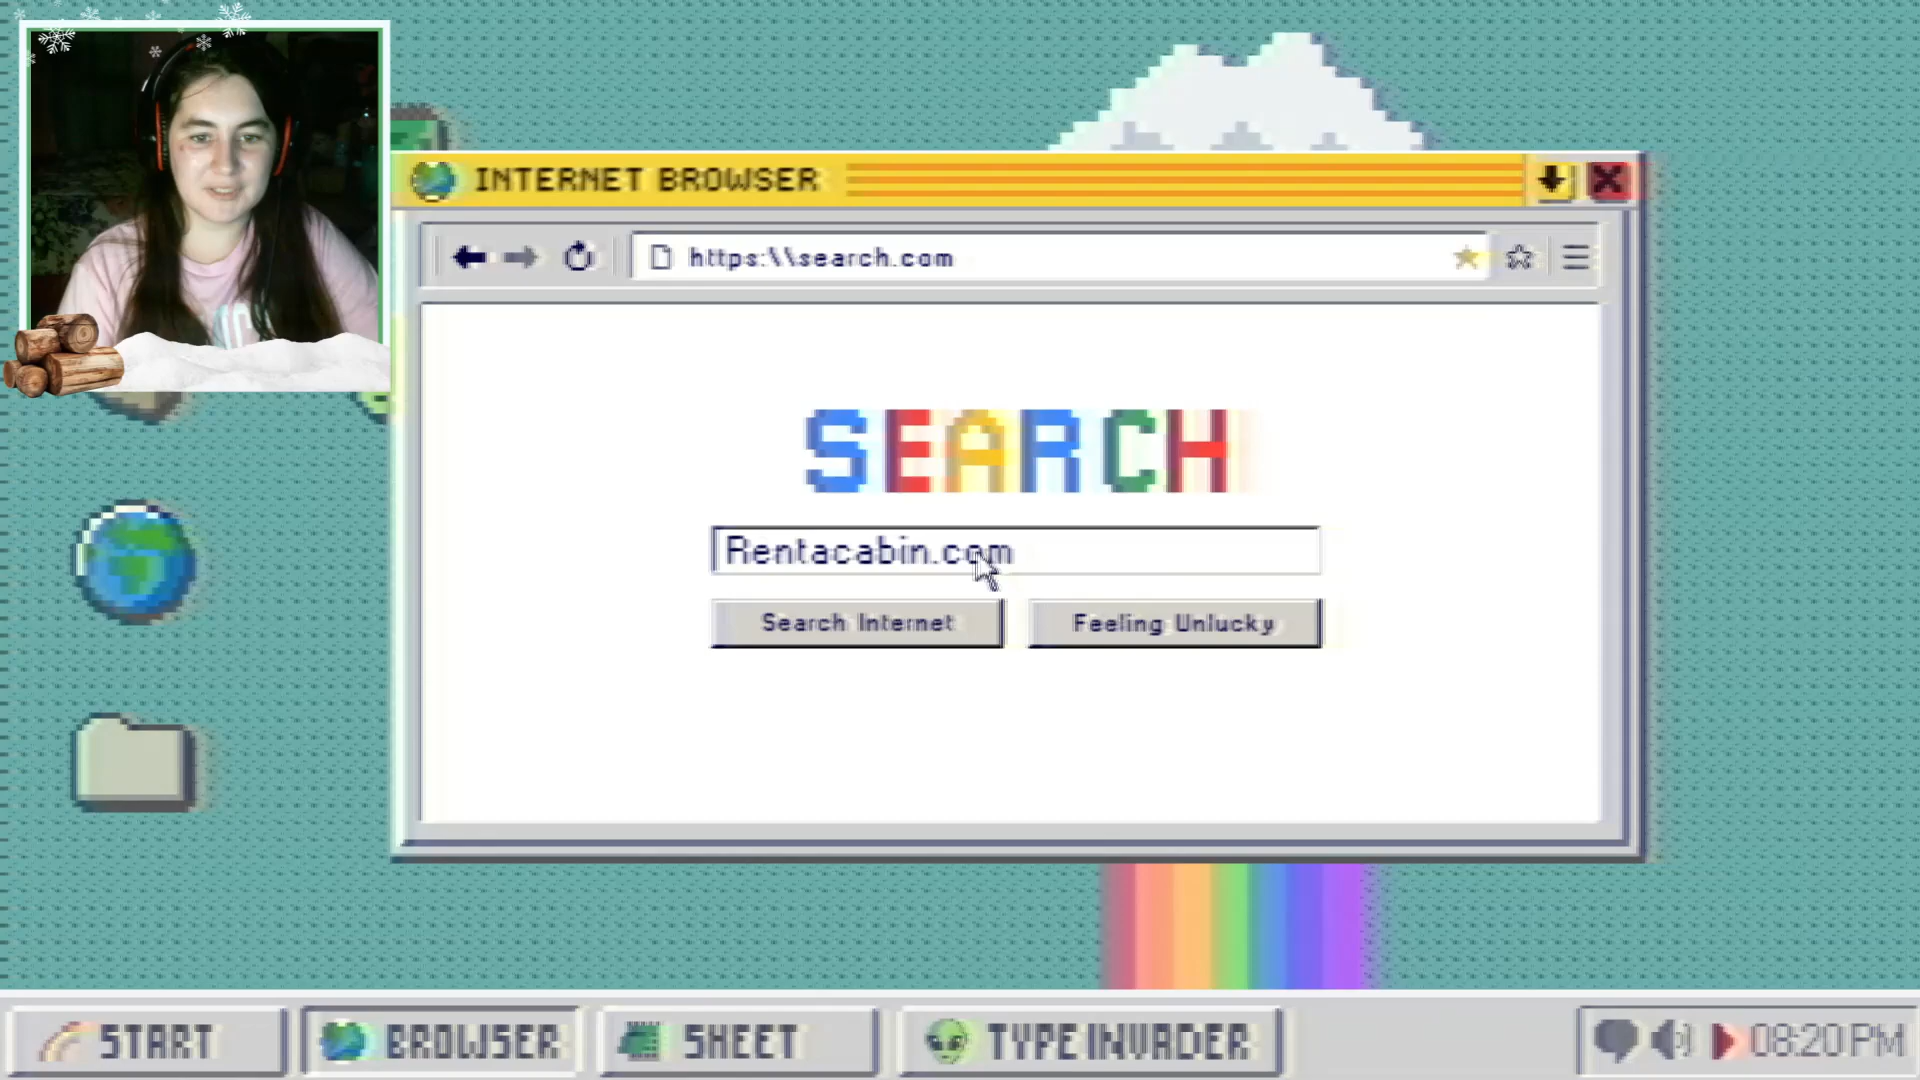 INTERNET BROWSER
https:\\search.com
SEARCH
Rentacabin.com
Search Internet
Feeling Unlucky
START
BROWSER
SHEET
TYPE INVADER
08:20 PM